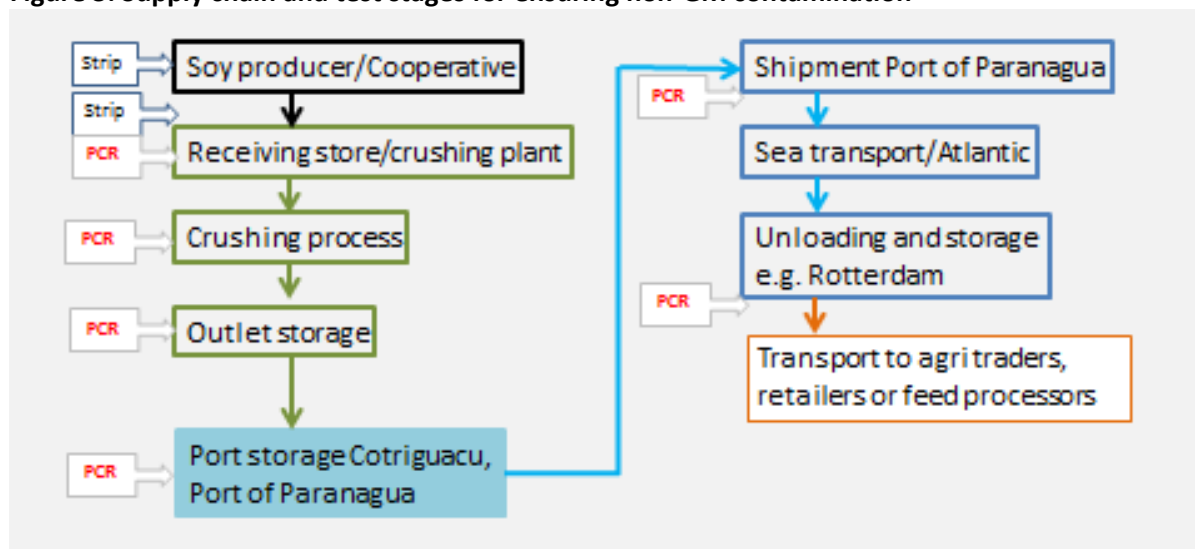 Strip
Soy producer/Cooperative
Strip
PCR
Receiving store/crushing plant
PCR
Crushing process
PCR
Outlet storage
PCR
Port storage Cotriguacu,
Port of Paranagua
Shipment Port of Paranagua
PCR
Sea transport/Atlantic
Unloading and storage
e.g. Rotterdam
PCR
Transport to agri traders,
retailers or feed processors